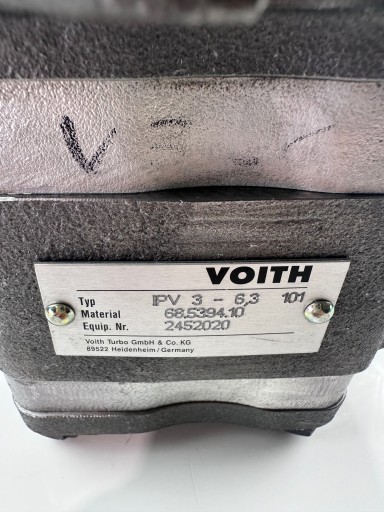 VOITH
Typ IPV 3 - 6,3 101
Material 68.5394.10
Equip. Nr. 2452020
Voith Turbo GmbH & Co. KG
89522 Heidenheim/Germany